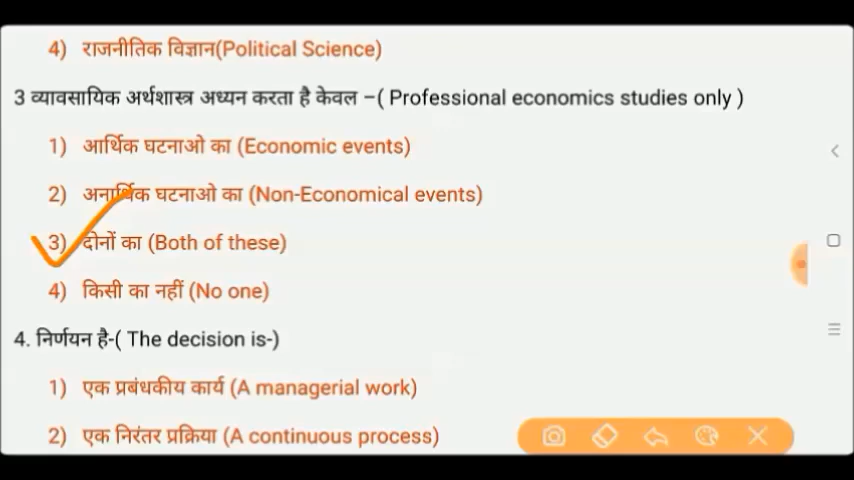 4) राजनीतिक विज्ञान(Political Science)
3 व्यावसायिक अर्थशास्त्र अध्यन करता है केवल –( Professional economics studies only )
1) आर्थिक घटनाओ का (Economic events)
2) अनार्थिक घटनाओ का (Non-Economical events)
3) दोनों का (Both of these)
4) किसी का नहीं (No one)
4. निर्णयन है-( The decision is-)
1) एक प्रबंधकीय कार्य (A managerial work)
2) एक निरंतर प्रक्रिया (A continuous process)